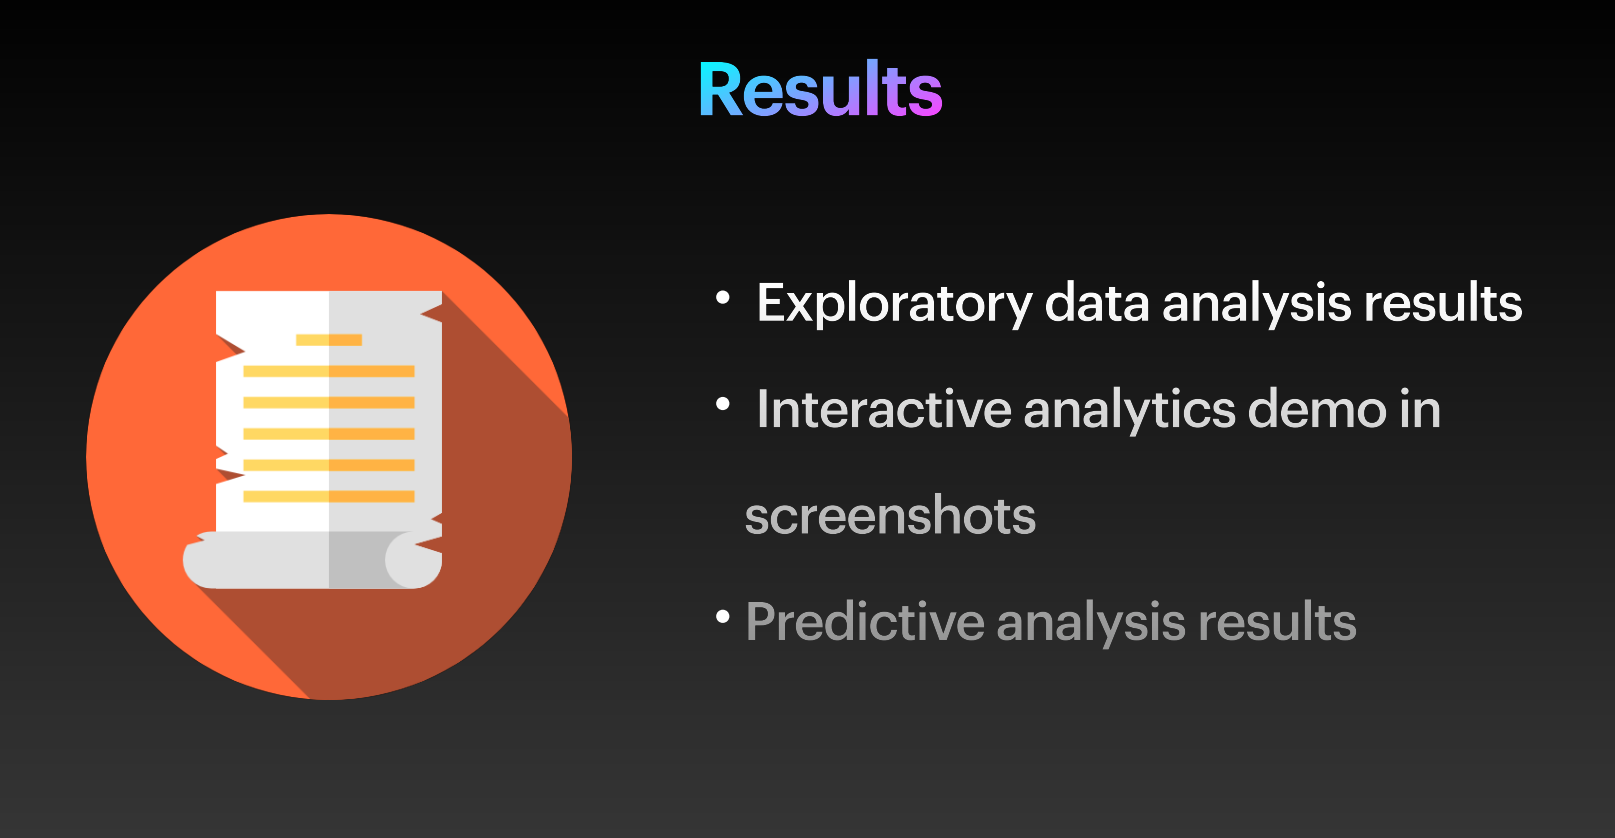 Results
• Exploratory data analysis results
• Interactive analytics demo in
screenshots
• Predictive analysis results